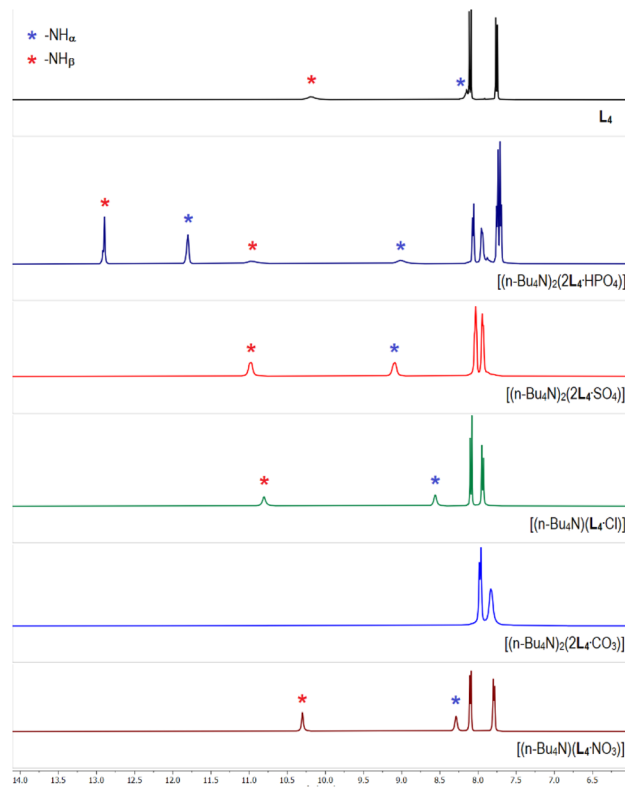 * -NHα
* -NHβ
L₄
[(n-Bu₄N)₂(2L₄·HPO₄)]
[(n-Bu₄N)₂(2L₄·SO₄)]
[(n-Bu₄N)(L₄·Cl)]
[(n-Bu₄N)₂(2L₄·CO₃)]
[(n-Bu₄N)(L₄·NO₃)]
14.0 13.5 13.0 12.5 12.0 11.5 11.0 10.5 10.0 9.5 9.0 8.5 8.0 7.5 7.0 6.5